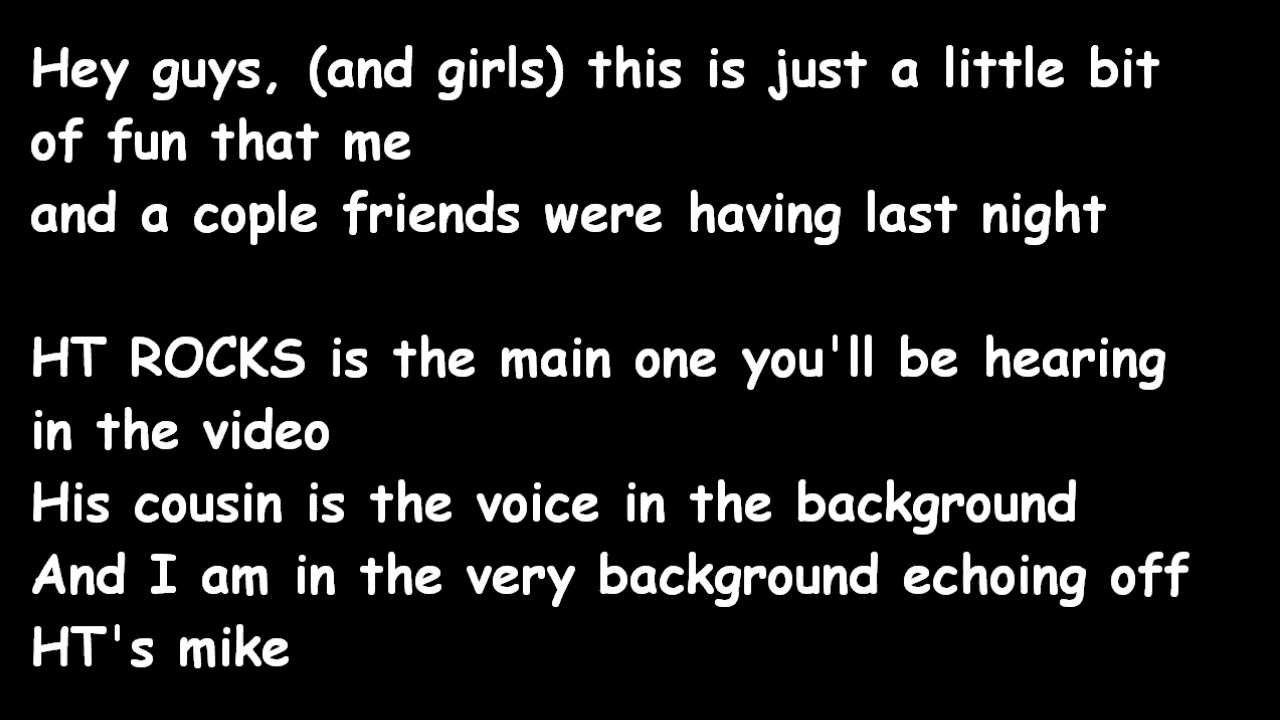 Hey guys, (and girls) this is just a little bit
of fun that me
and a cople friends were having last night
HT ROCKS is the main one you'll be hearing
in the video
His cousin is the voice in the background
And I am in the very background echoing off
HT's mike